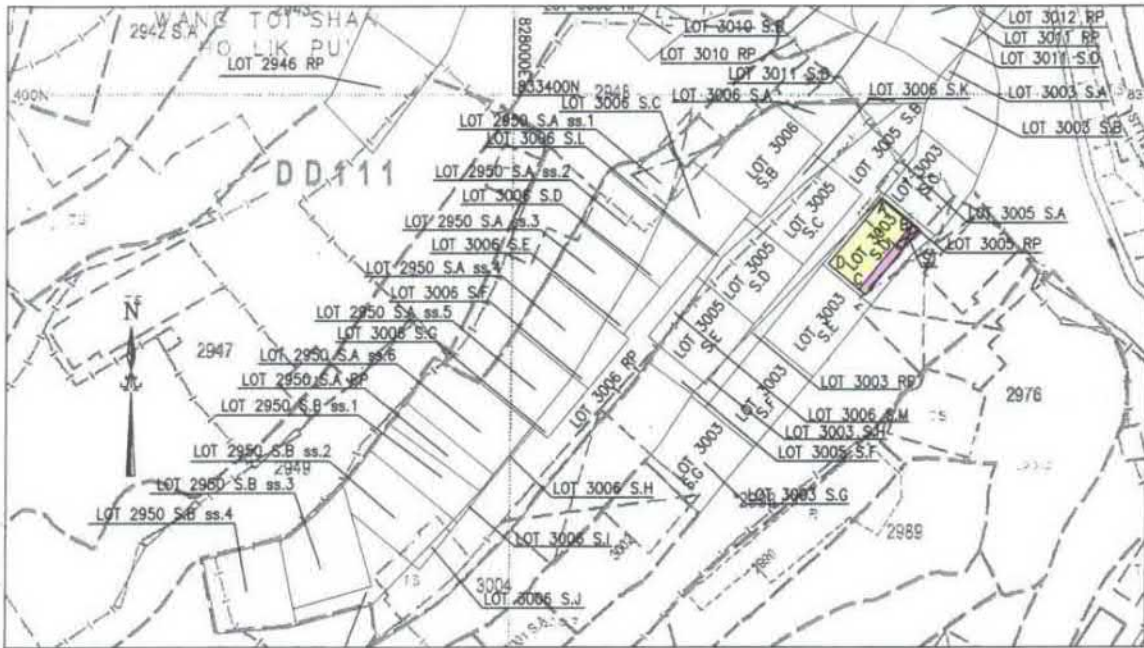 WANG TOI SHAN
HO LIK PUI
2942 S.A
LOT 2946 RP
400N
828000E
833400N
2948
LOT 3010 RP
LOT 3011 S.D
LOT 3006 S.A
LOT 3006 S.C
LOT 2950 S.A ss.1
LOT 3006 S.L
LOT 2950 S.A ss.2
LOT 3006 S.D
LOT 2950 S.A ss.3
LOT 3006 S.E
LOT 2950 S.A ss.4
LOT 3006 S.F
LOT 2950 S.A ss.5
LOT 3006 S.G
LOT 2950 S.A ss.6
LOT 2950 S.A RP
LOT 2950 S.B ss.1
LOT 2950 S.B ss.2
2949
LOT 2950 S.B ss.3
LOT 2950 S.B ss.4
DD111
N
2947
LOT 3012 RP
LOT 3011 RP
LOT 3011 S.O
LOT 3006 S.K
LOT 3003 S.A
LOT 3003 S.B
83
LOT 3006
S.B
LOT 3005 S.B
LOT 3003
S.C
LOT 3005
S.C
LOT 3005 S.A
LOT 3005 RP
LOT 3003
S.D
D
C
LOT 3005
S.D
LOT 3005
S.E
LOT 3003
S.E
LOT 3006 RP
LOT 3003 RP
LOT 3003
S.F
LOT 3006 S.M
LOT 3003 S.H
LOT 3005 S.F
LOT 3003
S.G
LOT 3003 S.G
2976
2989
2990
LOT 3006 S.H
LOT 3006 S.I
3002
3004
LOT 3006 S.J